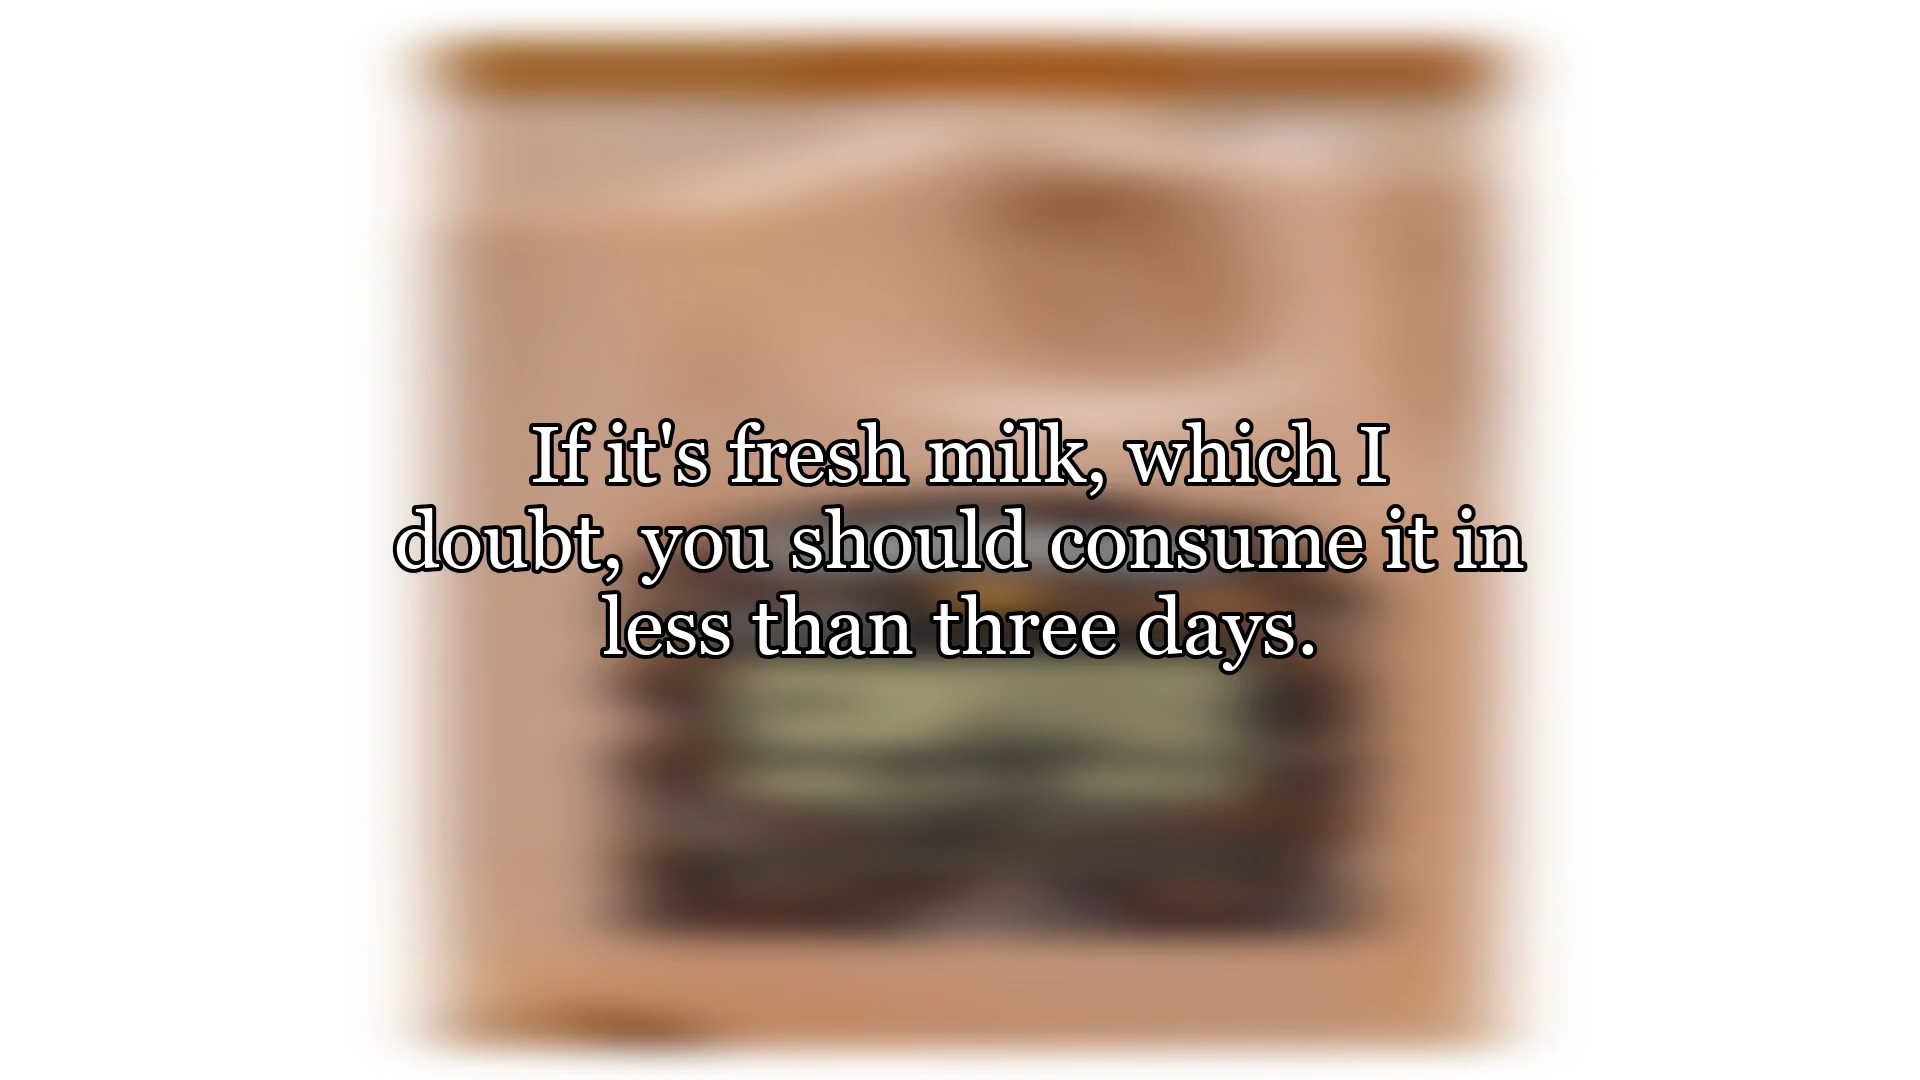 If it's fresh milk, which I
doubt, you should consume it in
less than three days.